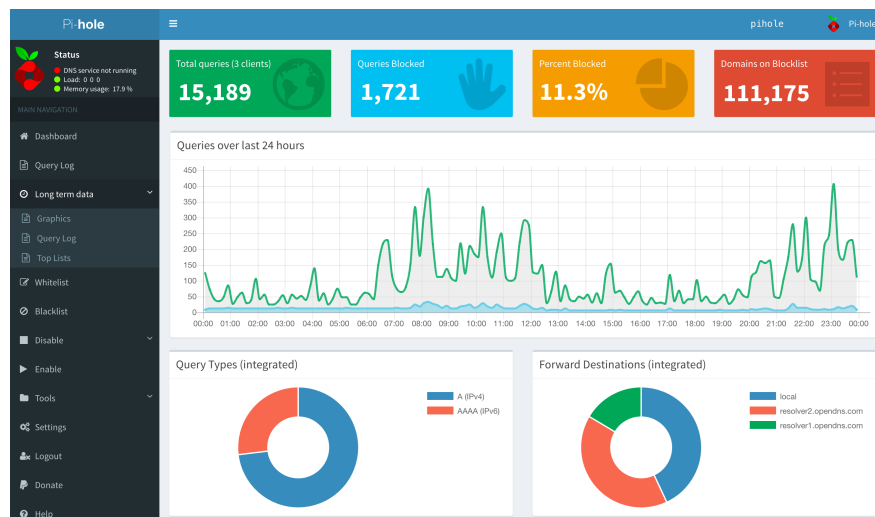 Pi-hole
pihole
Pi-hole
Status
DNS service not running
Load: 0 0 0
Memory usage: 17.9 %
MAIN NAVIGATION
Dashboard
Query Log
Long term data
Graphics
Query Log
Top Lists
Whitelist
Blacklist
Disable
Enable
Tools
Settings
Logout
Donate
Help
Total queries (3 clients)
15,189
Queries Blocked
1,721
Percent Blocked
11.3%
Domains on Blocklist
111,175
Queries over last 24 hours
450
400
350
300
250
200
150
100
50
0
00:00 01:00 02:00 03:00 04:00 05:00 06:00 07:00 08:00 09:00 10:00 11:00 12:00 13:00 14:00 15:00 16:00 17:00 18:00 19:00 20:00 21:00 22:00 23:00 00:00
Query Types (integrated)
A (IPv4)
AAAA (IPv6)
Forward Destinations (integrated)
local
resolver2.opendns.com
resolver1.opendns.com